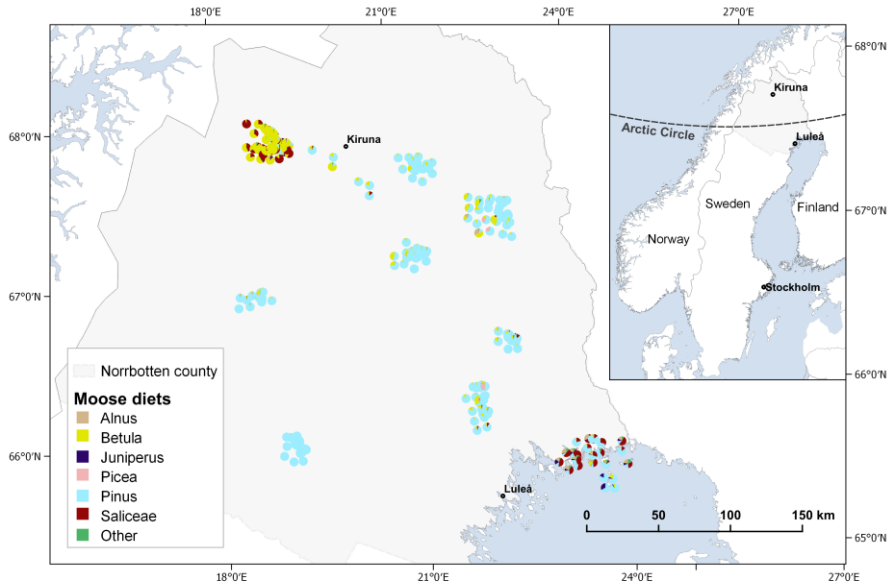 18°0'E 21°0'E 24°0'E 27°0'E
68°0'N
Kiruna
Arctic Circle
Luleå
68°0'N
Kiruna
67°0'N
Sweden
Finland
Norway
67°0'N
Stockholm
66°0'N
Norrbotten county
Moose diets
Alnus
Betula
Juniperus
Picea
Pinus
Saliceae
Other
66°0'N
Luleå
0 50 100 150 km
65°0'N
18°0'E 21°0'E 24°0'E 27°0'E